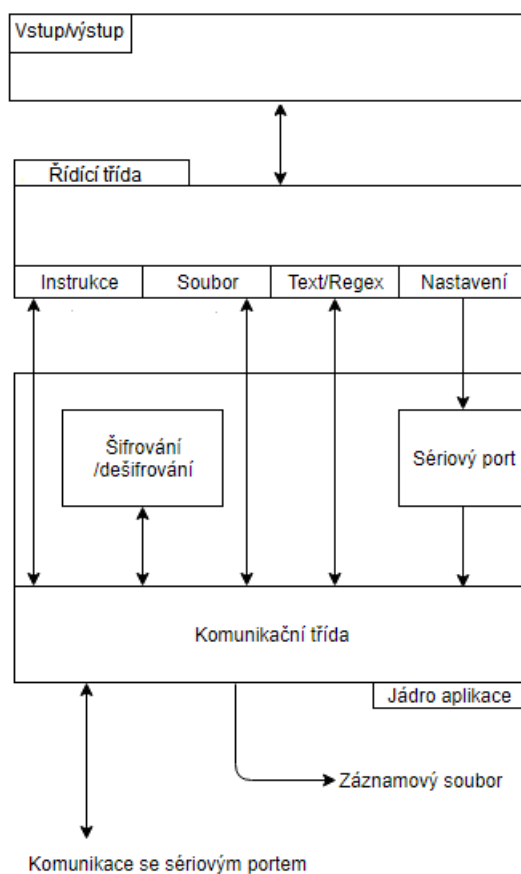 Vstup/výstup
Řídící třída
Instrukce
Soubor
Text/Regex
Nastavení
Šifrování
/dešifrování
Sériový port
Komunikační třída
Jádro aplikace
Záznamový soubor
Komunikace se sériovým portem